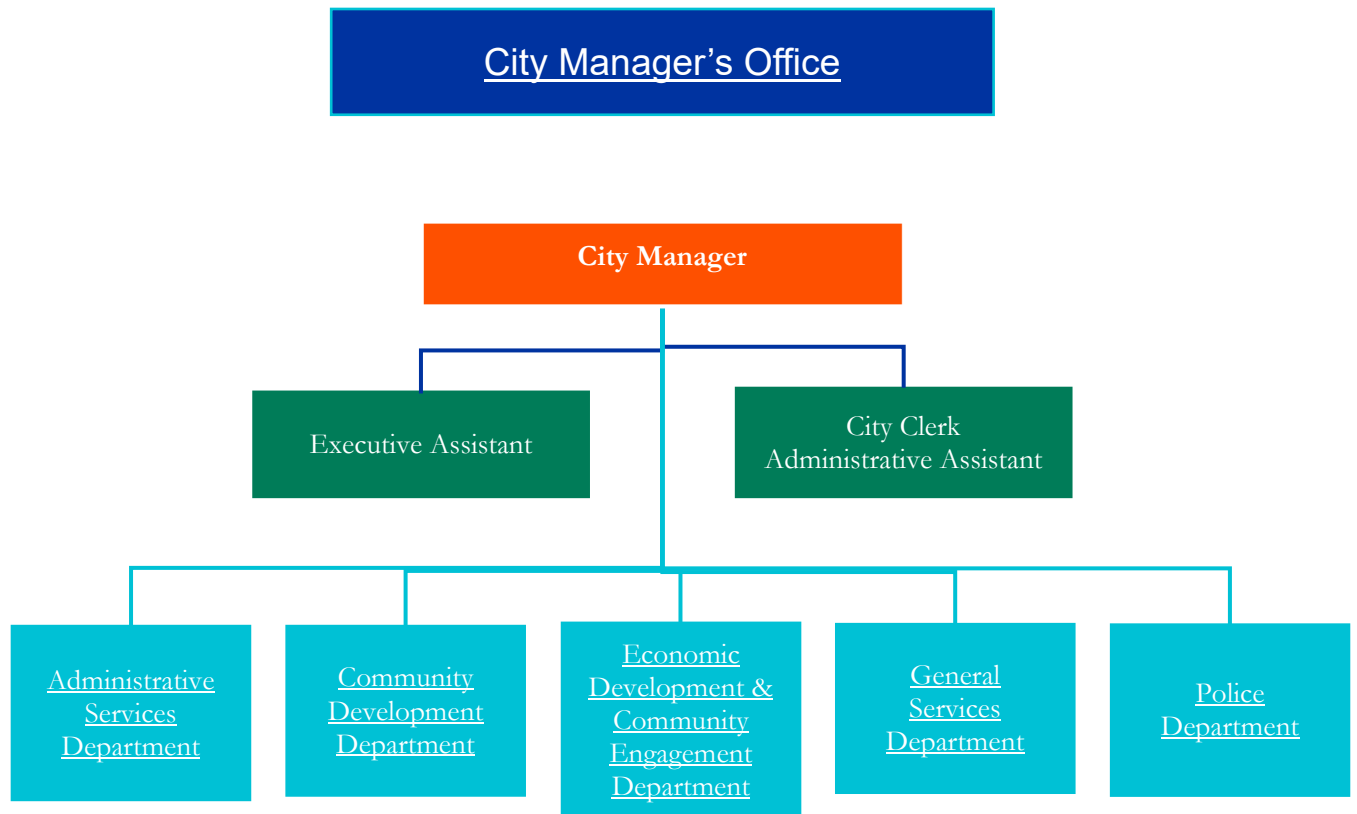 City Manager’s Office
City Manager
Executive Assistant
City Clerk
Administrative Assistant
Administrative
Services
Department
Community
Development
Department
Economic
Development &
Community
Engagement
Department
General
Services
Department
Police
Department